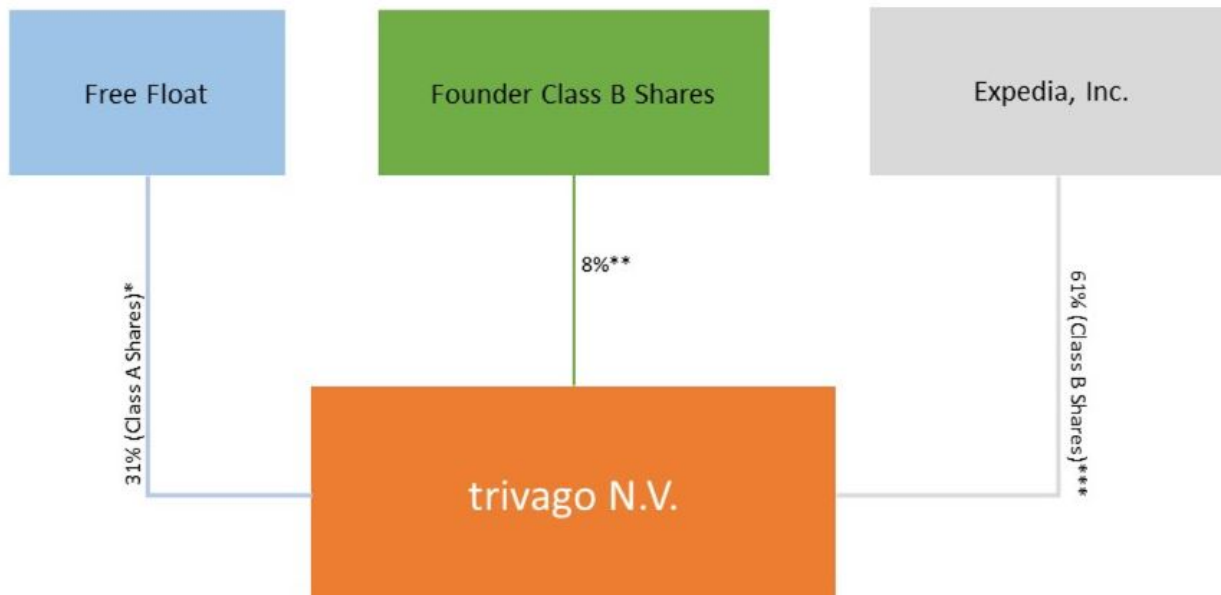 Free Float
Founder Class B Shares
Expedia, Inc.
31% (Class A Shares)*
8%**
61% (Class B Shares)***
trivago N.V.